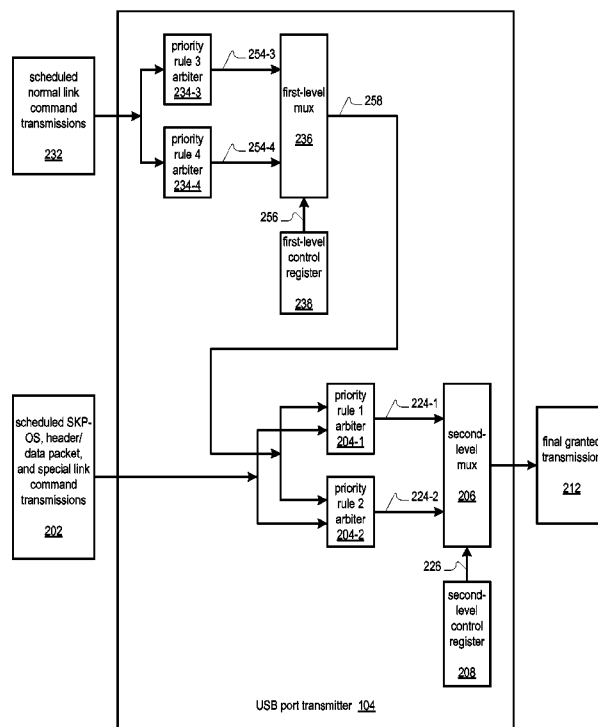 scheduled
normal link
command
transmissions
232
priority
rule 3
arbiter
234-3
254-3
priority
rule 4
arbiter
234-4
254-4
first-level
mux
236
258
256
first-level
control
register
238
scheduled SKP-
OS, header/
data packet,
and special link
command
transmissions
202
priority
rule 1
arbiter
204-1
224-1
priority
rule 2
arbiter
204-2
224-2
second-
level
mux
206
final granted
transmission
212
226
second-
level
control
register
208
USB port transmitter 104